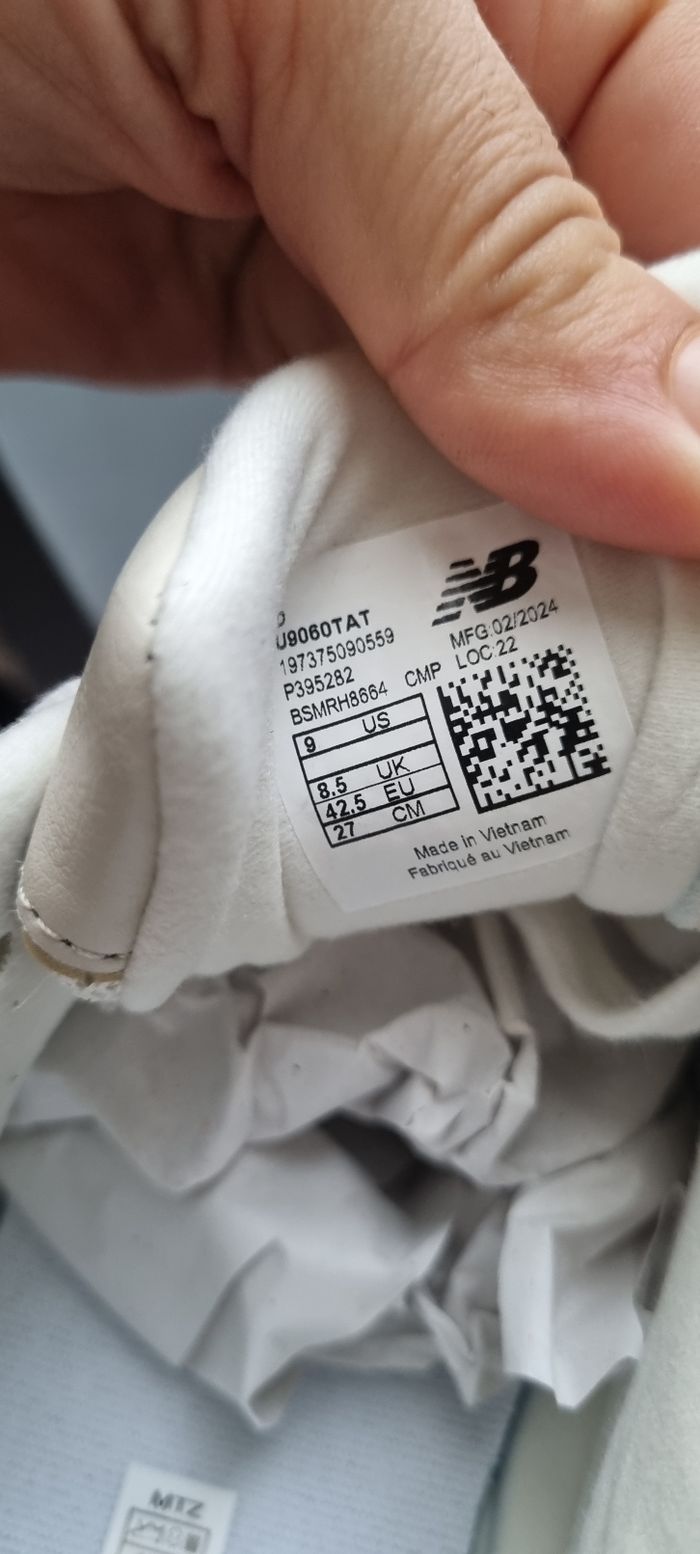 NB
MFG:02/2024
LOC:22
D
U9060TAT
197375090559
P395282
BSMRH8664 CMP
9 US
8.5 UK
42.5 EU
27 CM
Made in Vietnam
Fabriqué au Vietnam